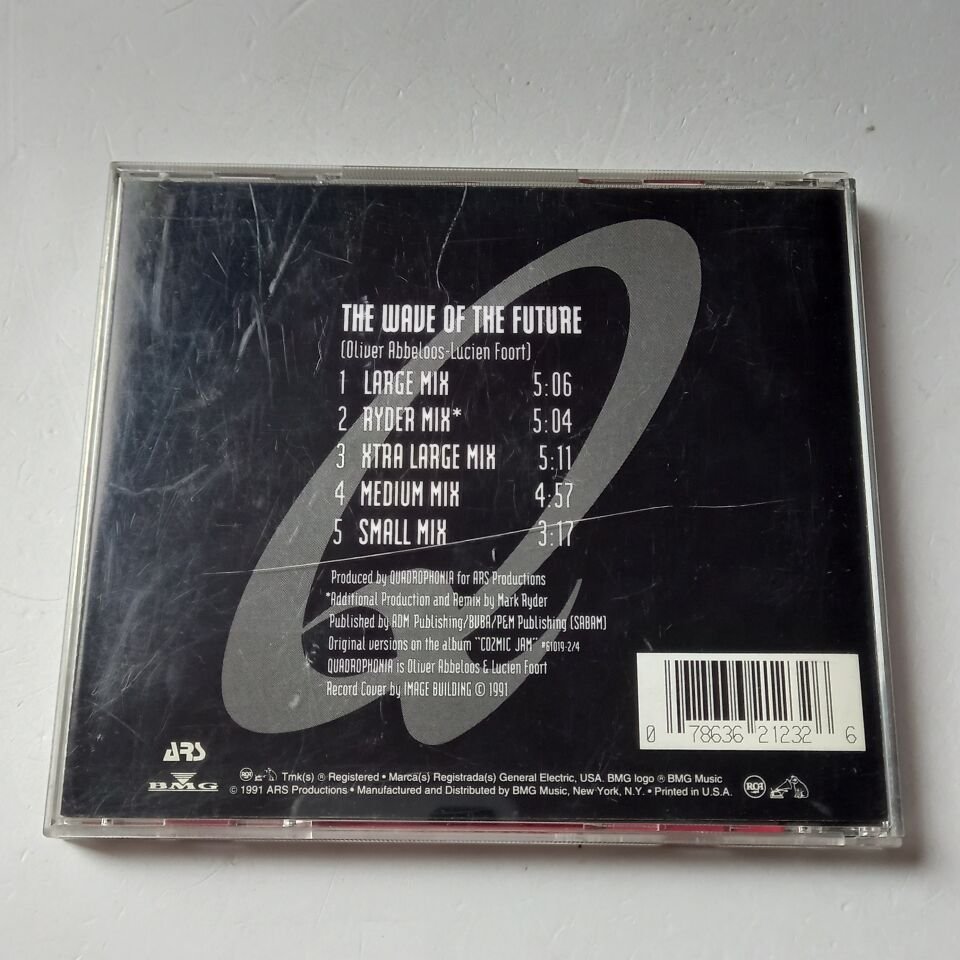 THE WAVE OF THE FUTURE
(Oliver Abbeloos-Lucien Foort)
1 LARGE MIX 5:06
2 RYDER MIX* 5:04
3 XTRA LARGE MIX 5:11
4 MEDIUM MIX 4:57
5 SMALL MIX 3:17
Produced by QUADROPHONIA for ARS Productions
*Additional Production and Remix by Mark Ryder
Published by ADM Publishing/BVBA/P&M Publishing (SABAM)
Original versions on the album "COZMIC JAM" #61019-2/4
QUADROPHONIA is Oliver Abbeloos & Lucien Foort
Record Cover by IMAGE BUILDING © 1991
0 78636 21232 6
ARS
BMG
RCA Tmk(s) ® Registered • Marca(s) Registrada(s) General Electric, USA. BMG logo ® BMG Music
© 1991 ARS Productions • Manufactured and Distributed by BMG Music, New York, N.Y. • Printed in U.S.A.
RCA